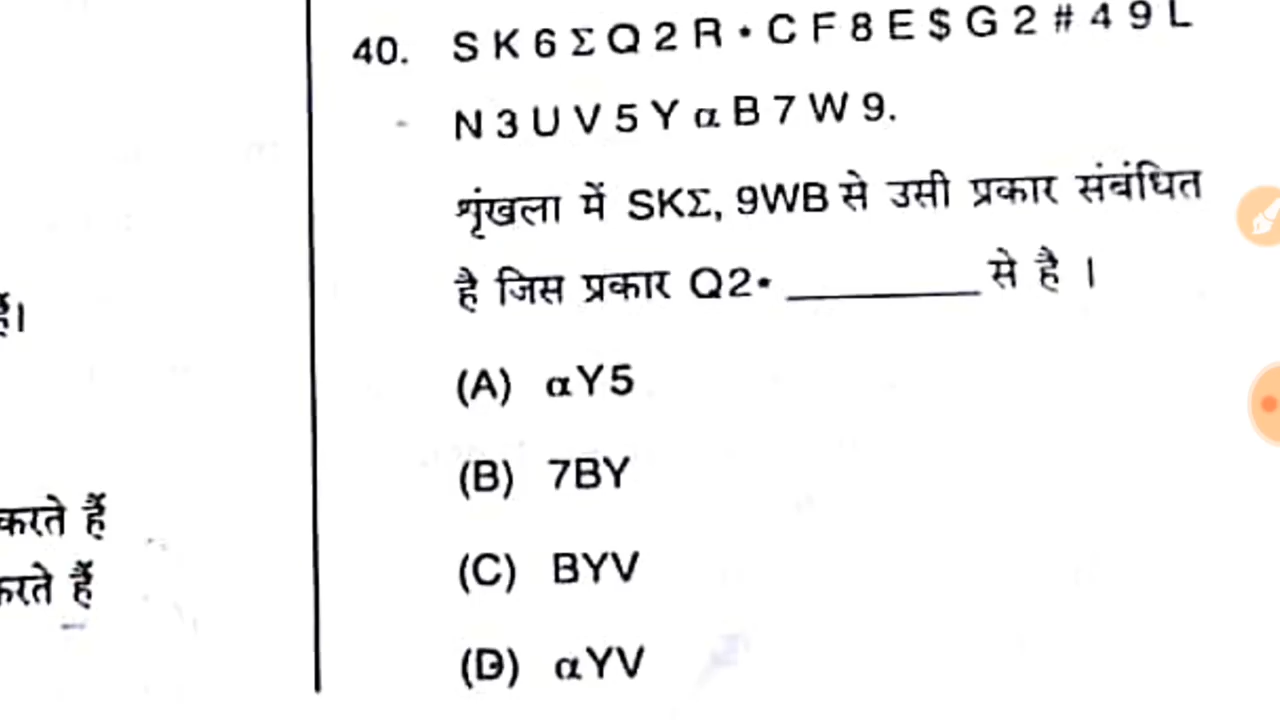 40. S K 6 Σ Q 2 R • C F 8 E $ G 2 # 4 9 L
N 3 U V 5 Y α B 7 W 9.
शृंखला में SKΣ, 9WB से उसी प्रकार संबंधित
है जिस प्रकार Q2• ________ से है ।
(A) αY5
(B) 7BY
(C) BYV
(D) αYV
हैं।
करते हैं
करते हैं